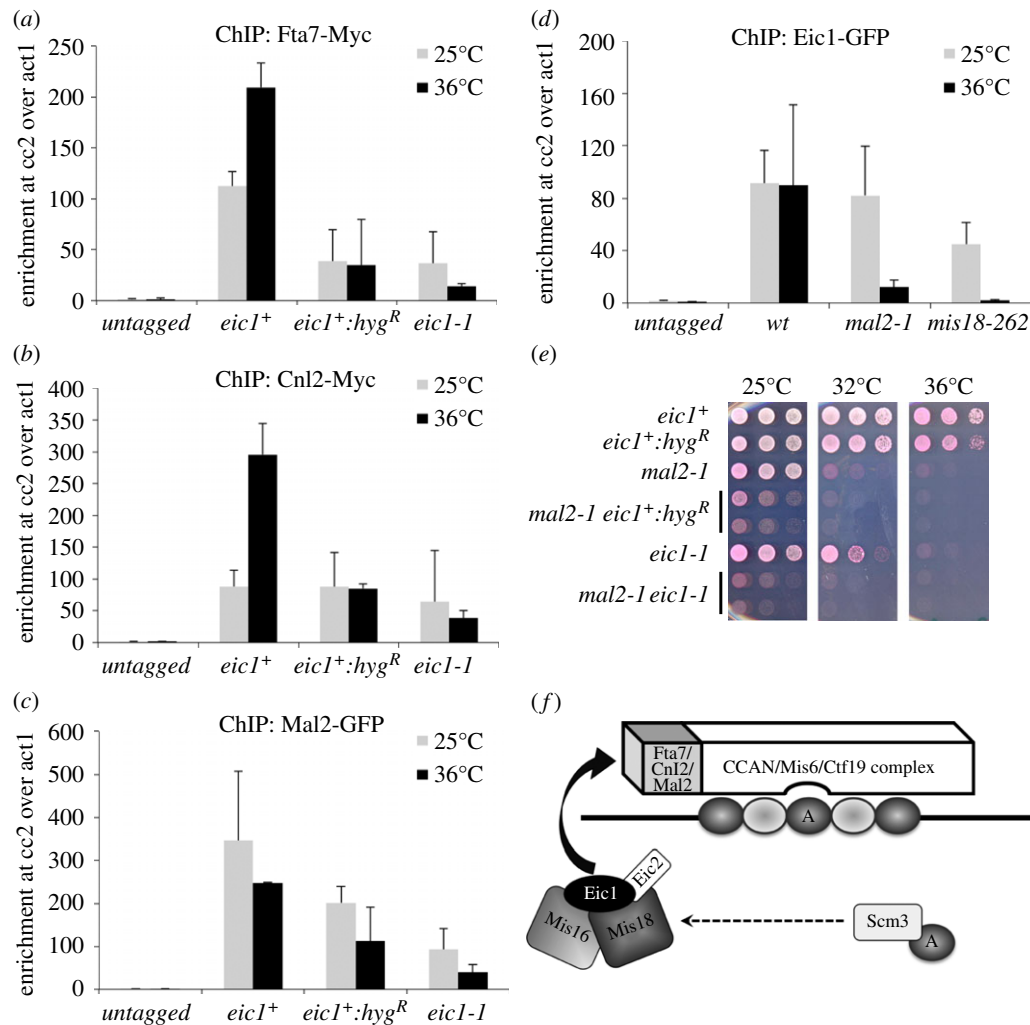 (a)
ChIP: Fta7-Myc
25°C
36°C
enrichment at cc2 over act1
250
200
150
100
50
0
untagged eic1+ eic1+:hygR eic1-1
(b)
ChIP: Cnl2-Myc
25°C
36°C
enrichment at cc2 over act1
400
350
300
250
200
150
100
50
0
untagged eic1+ eic1+:hygR eic1-1
(c)
ChIP: Mal2-GFP
25°C
36°C
enrichment at cc2 over act1
600
500
400
300
200
100
0
untagged eic1+ eic1+:hygR eic1-1
(d)
ChIP: Eic1-GFP
25°C
36°C
enrichment at cc2 over act1
200
160
120
80
40
0
untagged wt mal2-1 mis18-262
(e)
25°C 32°C 36°C
eic1+
eic1+:hygR
mal2-1
mal2-1 eic1+:hygR
eic1-1
mal2-1 eic1-1
(f)
Fta7/
CnI2/
Mal2
CCAN/Mis6/Ctf19 complex
A
Eic2
Eic1
Mis16
Mis18
Scm3
A